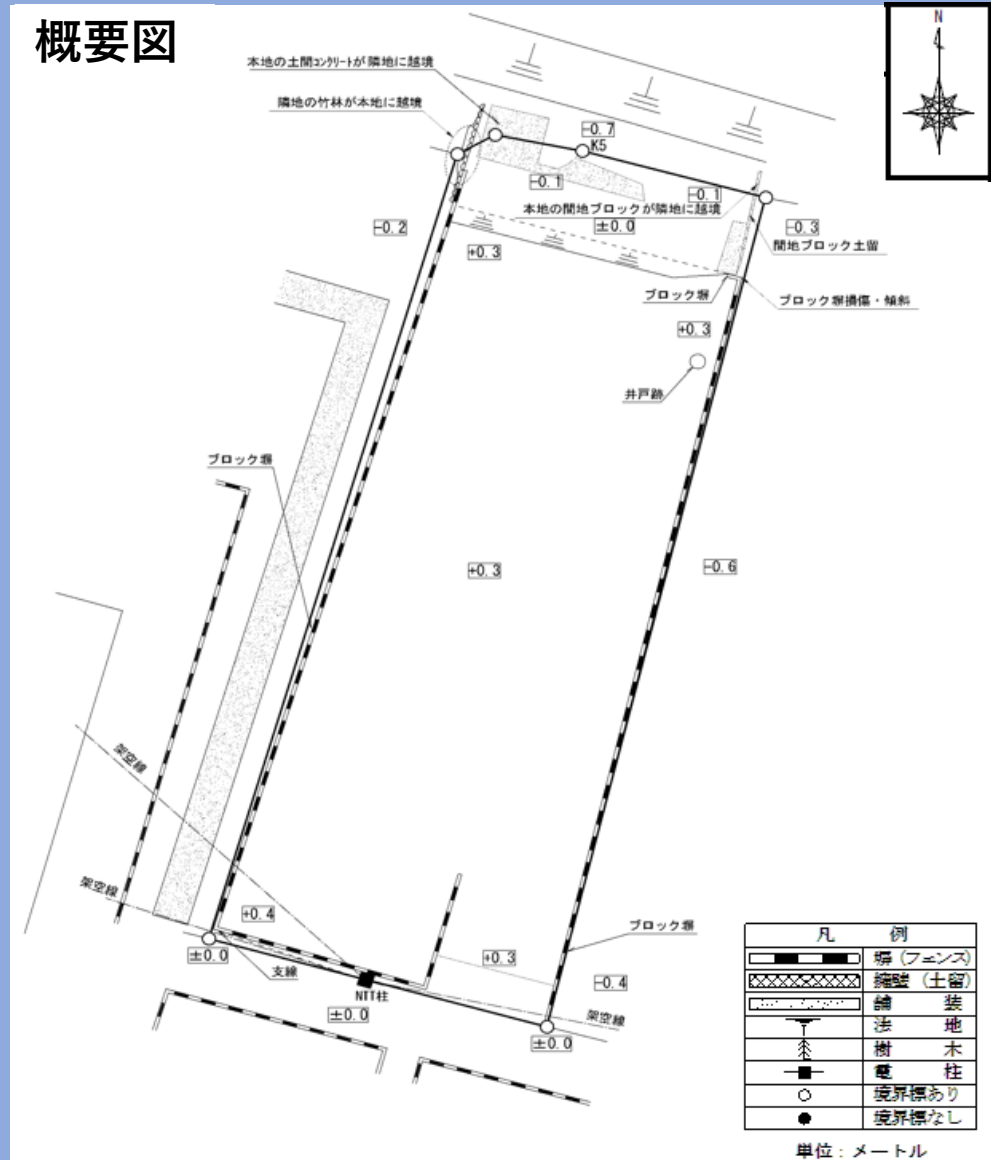 概要図
N
本地の土間コンクリートが隣地に越境
隣地の竹林が本地に越境
-0.7
K5
-0.1
-0.1
本地の間地ブロックが隣地に越境
-0.2
±0.0
-0.3
+0.3
間地ブロック土留
ブロック塀
ブロック塀損傷・傾斜
+0.3
井戸跡
ブロック塀
+0.3
-0.6
架空線
架空線
+0.4
ブロック塀
±0.0
支線
+0.3
-0.4
NTT柱
±0.0
架空線
±0.0
凡 例
塀(フェンス)
擁壁(土留)
舗 装
法 地
樹 木
電 柱
境界標あり
境界標なし
単位:メートル